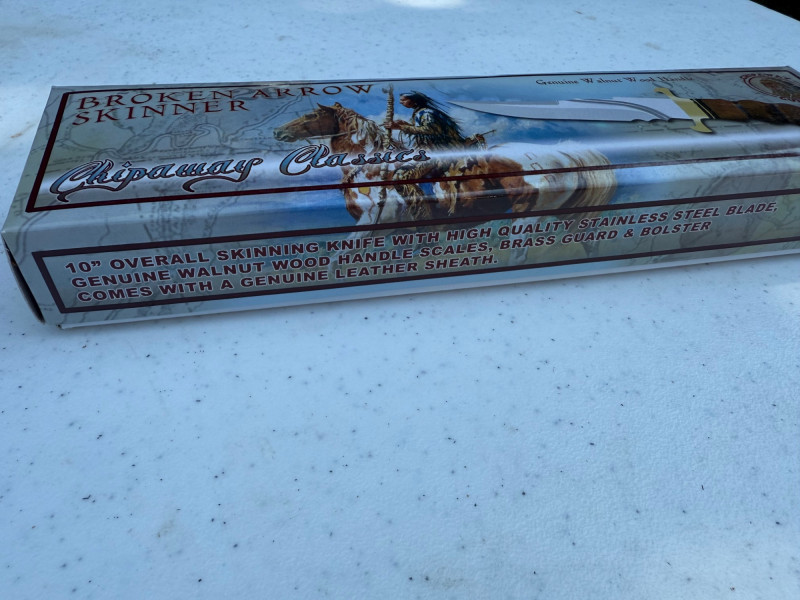 BROKEN ARROW
SKINNER
Genuine Walnut Wood Handle
Chipaway Classics
10” OVERALL SKINNING KNIFE WITH HIGH QUALITY STAINLESS STEEL BLADE,
GENUINE WALNUT WOOD HANDLE SCALES, BRASS GUARD & BOLSTER
COMES WITH A GENUINE LEATHER SHEATH.